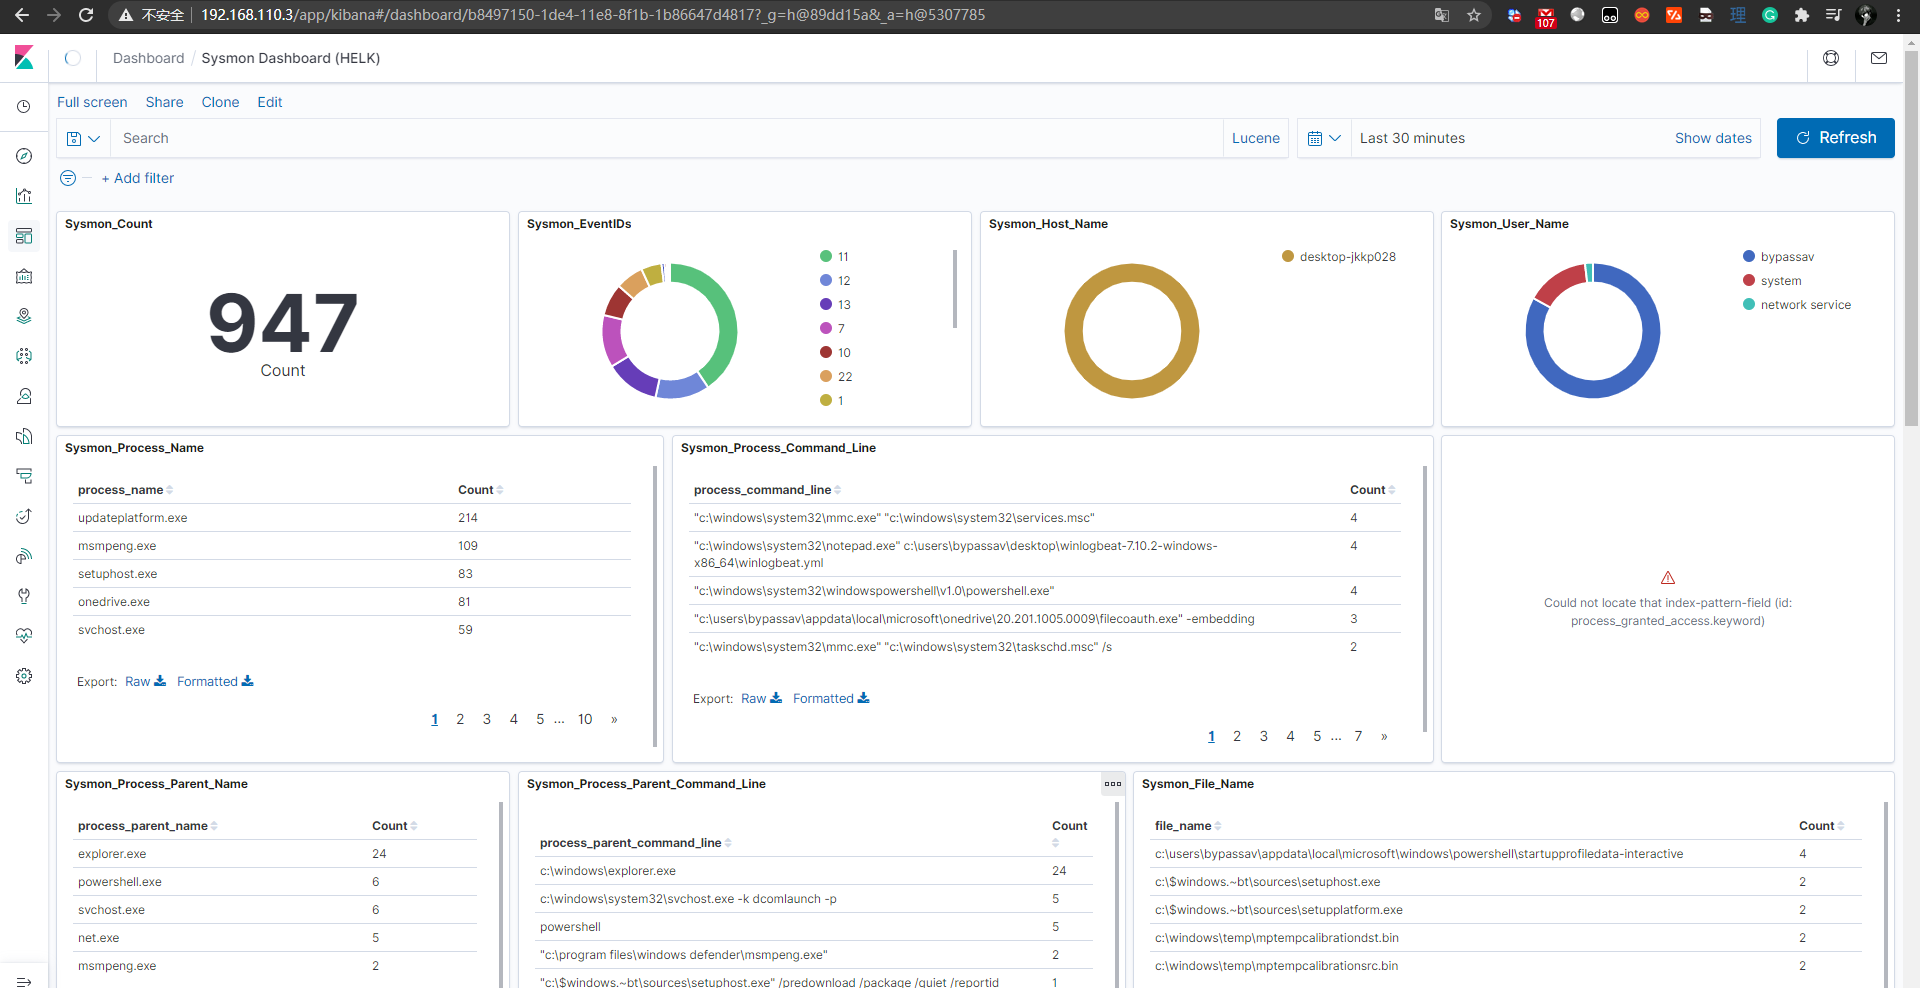 不安全
192.168.110.3/app/kibana#/dashboard/b8497150-1de4-11e8-8f1b-1b86647d4817?_g=h@89dd15a&_a=h@5307785
107
理
Dashboard / Sysmon Dashboard (HELK)
Full screen Share Clone Edit
Search Lucene Last 30 minutes Show dates Refresh
+ Add filter
Sysmon_Count
947
Count
Sysmon_EventIDs
11
12
13
7
10
22
1
Sysmon_Host_Name
desktop-jkkp028
Sysmon_User_Name
bypassav
system
network service
Sysmon_Process_Name
process_name Count
updateplatform.exe 214
msmpeng.exe 109
setuphost.exe 83
onedrive.exe 81
svchost.exe 59
Export: Raw Formatted
1 2 3 4 5 ... 10 »
Sysmon_Process_Command_Line
process_command_line Count
"c:\windows\system32\mmc.exe" "c:\windows\system32\services.msc" 4
"c:\windows\system32\notepad.exe" c:\users\bypassav\desktop\winlogbeat-7.10.2-windows- 4
x86_64\winlogbeat.yml
"c:\windows\system32\windowspowershell\v1.0\powershell.exe" 4
"c:\users\bypassav\appdata\local\microsoft\onedrive\20.201.1005.0009\filecoauth.exe" -embedding 3
"c:\windows\system32\mmc.exe" "c:\windows\system32\taskschd.msc" /s 2
Export: Raw Formatted
1 2 3 4 5 ... 7 »
Could not locate that index-pattern-field (id:
process_granted_access.keyword)
Sysmon_Process_Parent_Name
process_parent_name Count
explorer.exe 24
powershell.exe 6
svchost.exe 6
net.exe 5
msmpeng.exe 2
Sysmon_Process_Parent_Command_Line
process_parent_command_line Count
c:\windows\explorer.exe 24
c:\windows\system32\svchost.exe -k dcomlaunch -p 5
powershell 5
"c:\program files\windows defender\msmpeng.exe" 2
"c:\$windows.~bt\sources\setuphost.exe" /predownload /package /quiet /reportid 1
Sysmon_File_Name
file_name Count
c:\users\bypassav\appdata\local\microsoft\windows\powershell\startupprofiledata-interactive 4
c:\$windows.~bt\sources\setuphost.exe 2
c:\$windows.~bt\sources\setupplatform.exe 2
c:\windows\temp\mptempcalibrationdst.bin 2
c:\windows\temp\mptempcalibrationsrc.bin 2